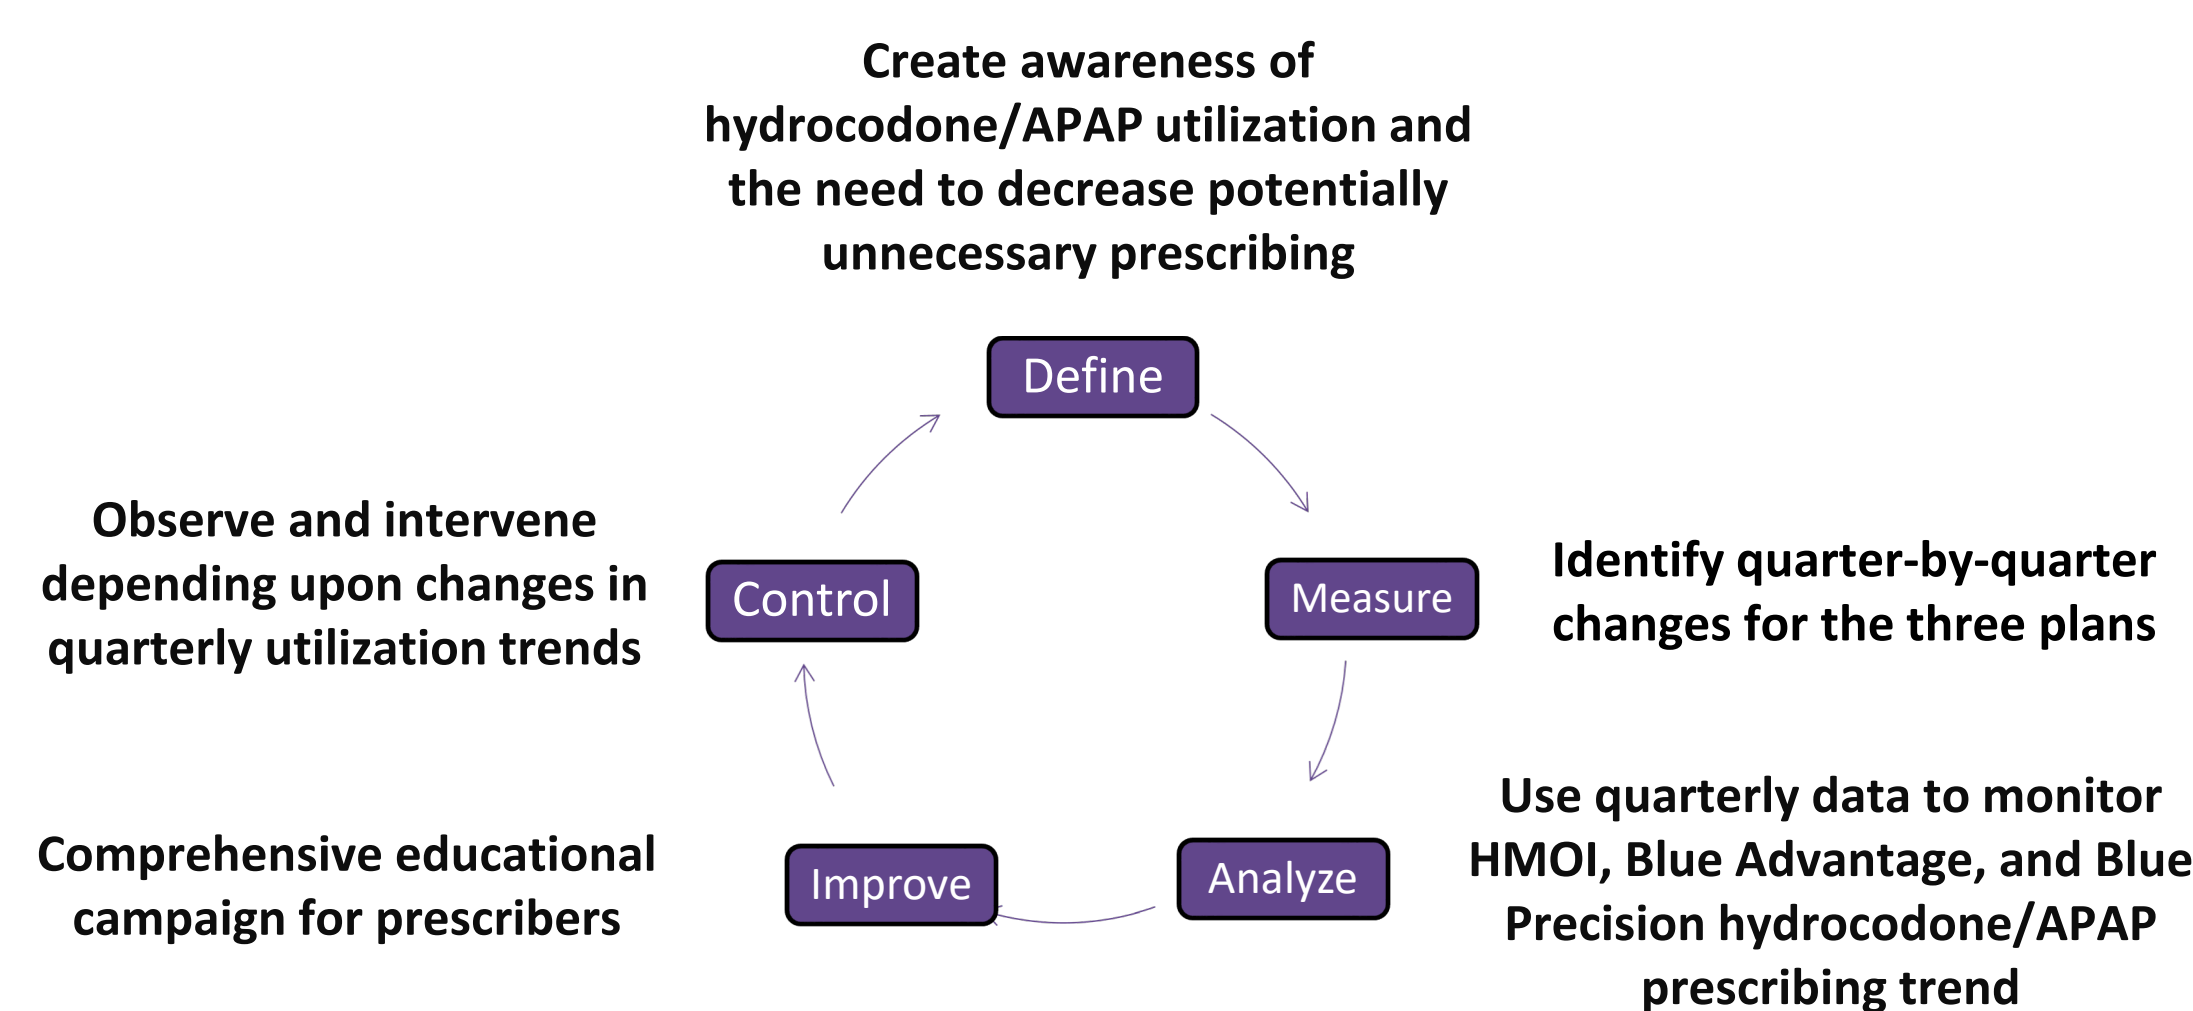 Create awareness of
hydrocodone/APAP utilization and
the need to decrease potentially
unnecessary prescribing
Define
Observe and intervene
depending upon changes in
quarterly utilization trends
Control
Measure
Identify quarter-by-quarter
changes for the three plans
Comprehensive educational
campaign for prescribers
Improve
Analyze
Use quarterly data to monitor
HMOI, Blue Advantage, and Blue
Precision hydrocodone/APAP
prescribing trend